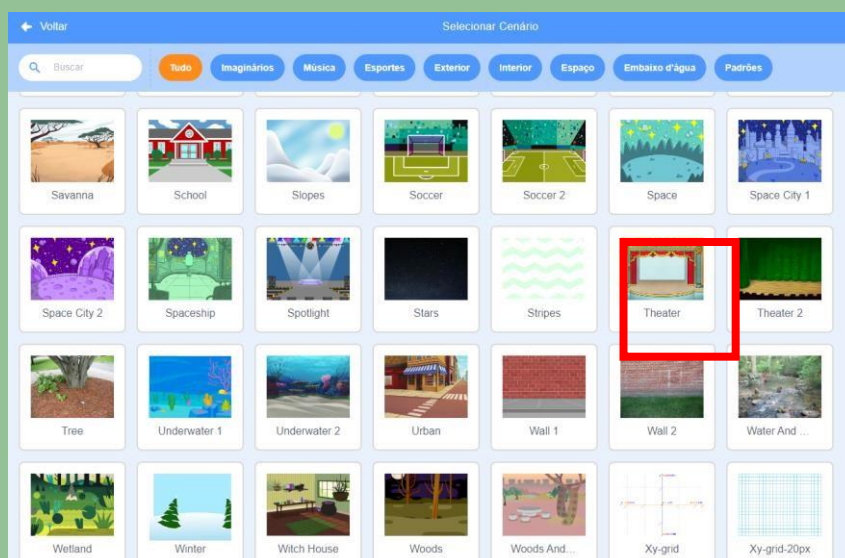 Voltar
Selecionar Cenário
Buscar
Tudo
Imaginários
Música
Esportes
Exterior
Interior
Espaço
Embaixo d'água
Padrões
Savanna
School
Slopes
Soccer
Soccer 2
Space
Space City 1
Space City 2
Spaceship
Spotlight
Stars
Stripes
Theater
Theater 2
Tree
Underwater 1
Underwater 2
Urban
Wall 1
Wall 2
Water And ...
Wetland
Winter
Witch House
Woods
Woods And...
Xy-grid
Xy-grid-20px